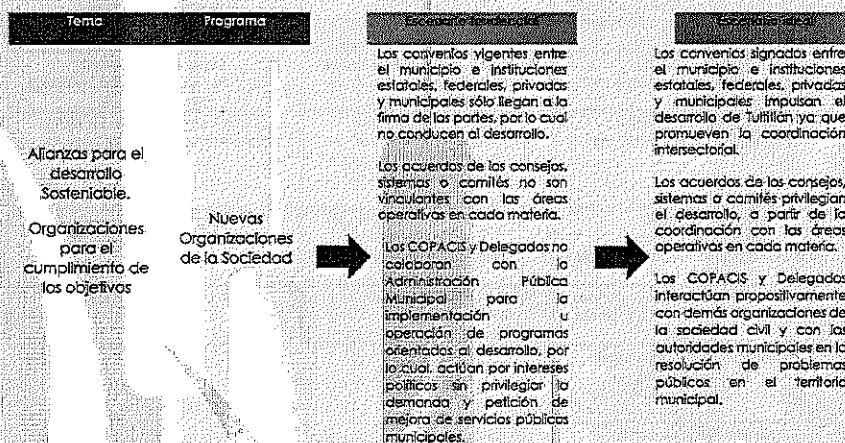 Tema
Programa
Alianzas para el
desarrollo
Sostenible.
Organizaciones
para el
cumplimiento de
los objetivos
Nuevas
Organizaciones
de la Sociedad
Los convenios vigentes entre
el municipio e instituciones
estatales, federales, privadas
y municipales sólo llegan a la
firma de las partes, por lo cual
no conducen al desarrollo.
Los acuerdos de los consejos,
sistemas o comités no son
vinculantes con las áreas
operativas en cada materia.
Los COPACIS y Delegados no
colaboran con la
Administración Pública
Municipal para la
implementación u
operación de programas
orientados al desarrollo, por
lo cual, actúan por intereses
políticos sin privilegiar la
demanda y petición de
mejora de servicios públicos
municipales.
Los convenios signados entre
el municipio e instituciones
estatales, federales, privadas
y municipales impulsan el
desarrollo de Tultitlán ya que
promueven la coordinación
intersectorial.
Los acuerdos de los consejos,
sistemas o comités privilegian
el desarrollo, a partir de la
coordinación con las áreas
operativas en cada materia.
Los COPACIS y Delegados
interactúan propositivamente
con demás organizaciones de
la sociedad civil y con las
autoridades municipales en la
resolución de problemas
públicos en el territorio
municipal.